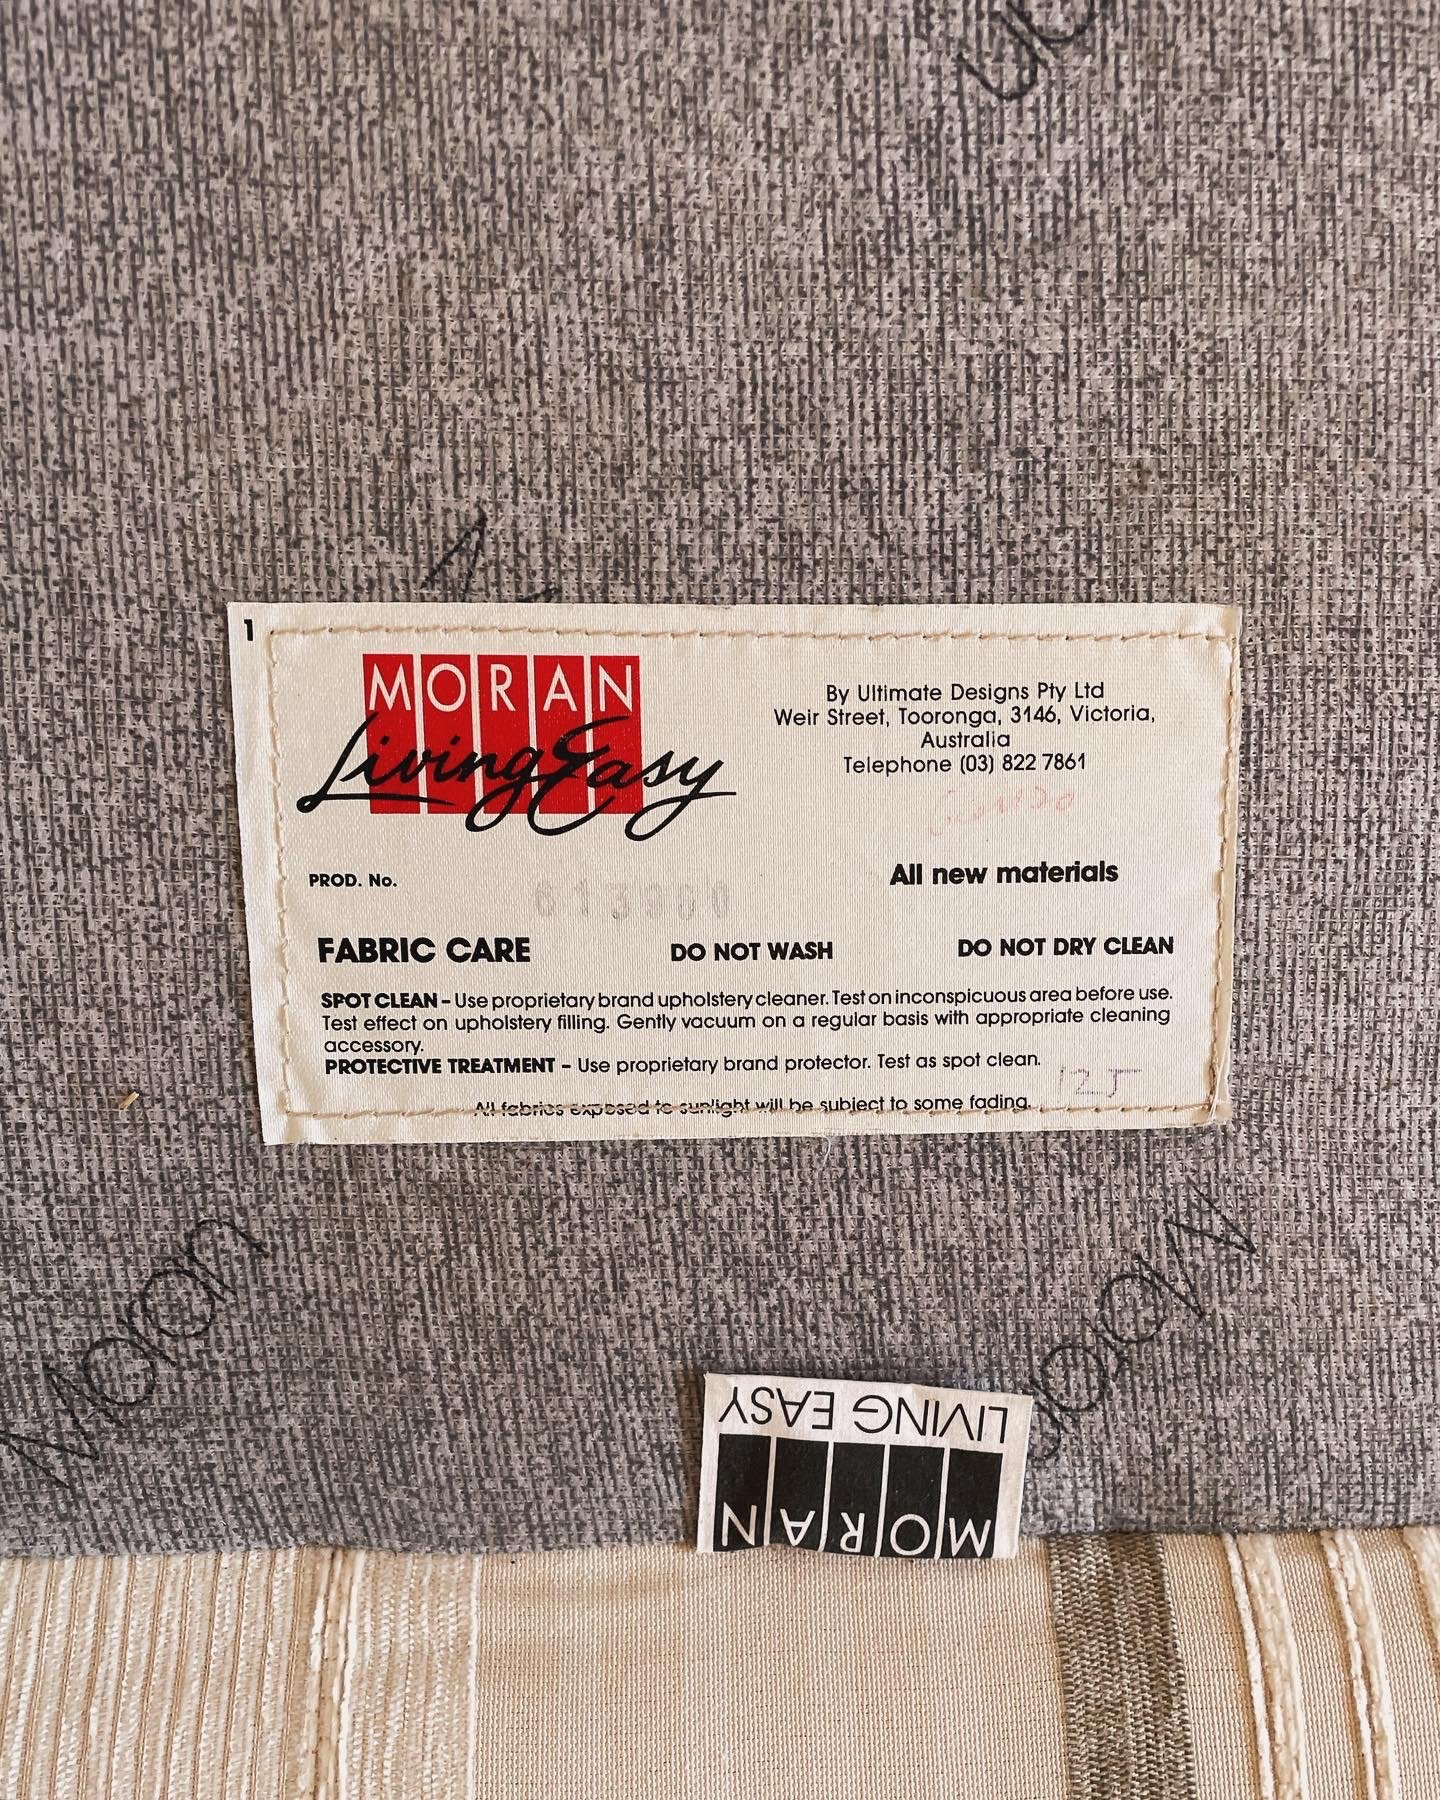 1
MORAN
Living Easy
By Ultimate Designs Pty Ltd
Weir Street, Tooronga, 3146, Victoria,
Australia
Telephone (03) 822 7861
PROD. No.
All new materials
FABRIC CARE
DO NOT WASH
DO NOT DRY CLEAN
SPOT CLEAN – Use proprietary brand upholstery cleaner. Test on inconspicuous area before use.
Test effect on upholstery filling. Gently vacuum on a regular basis with appropriate cleaning
accessory.
PROTECTIVE TREATMENT – Use proprietary brand protector. Test as spot clean.
All fabrics exposed to sunlight will be subject to some fading.
Moran
Moran
MORAN
LIVING EASY